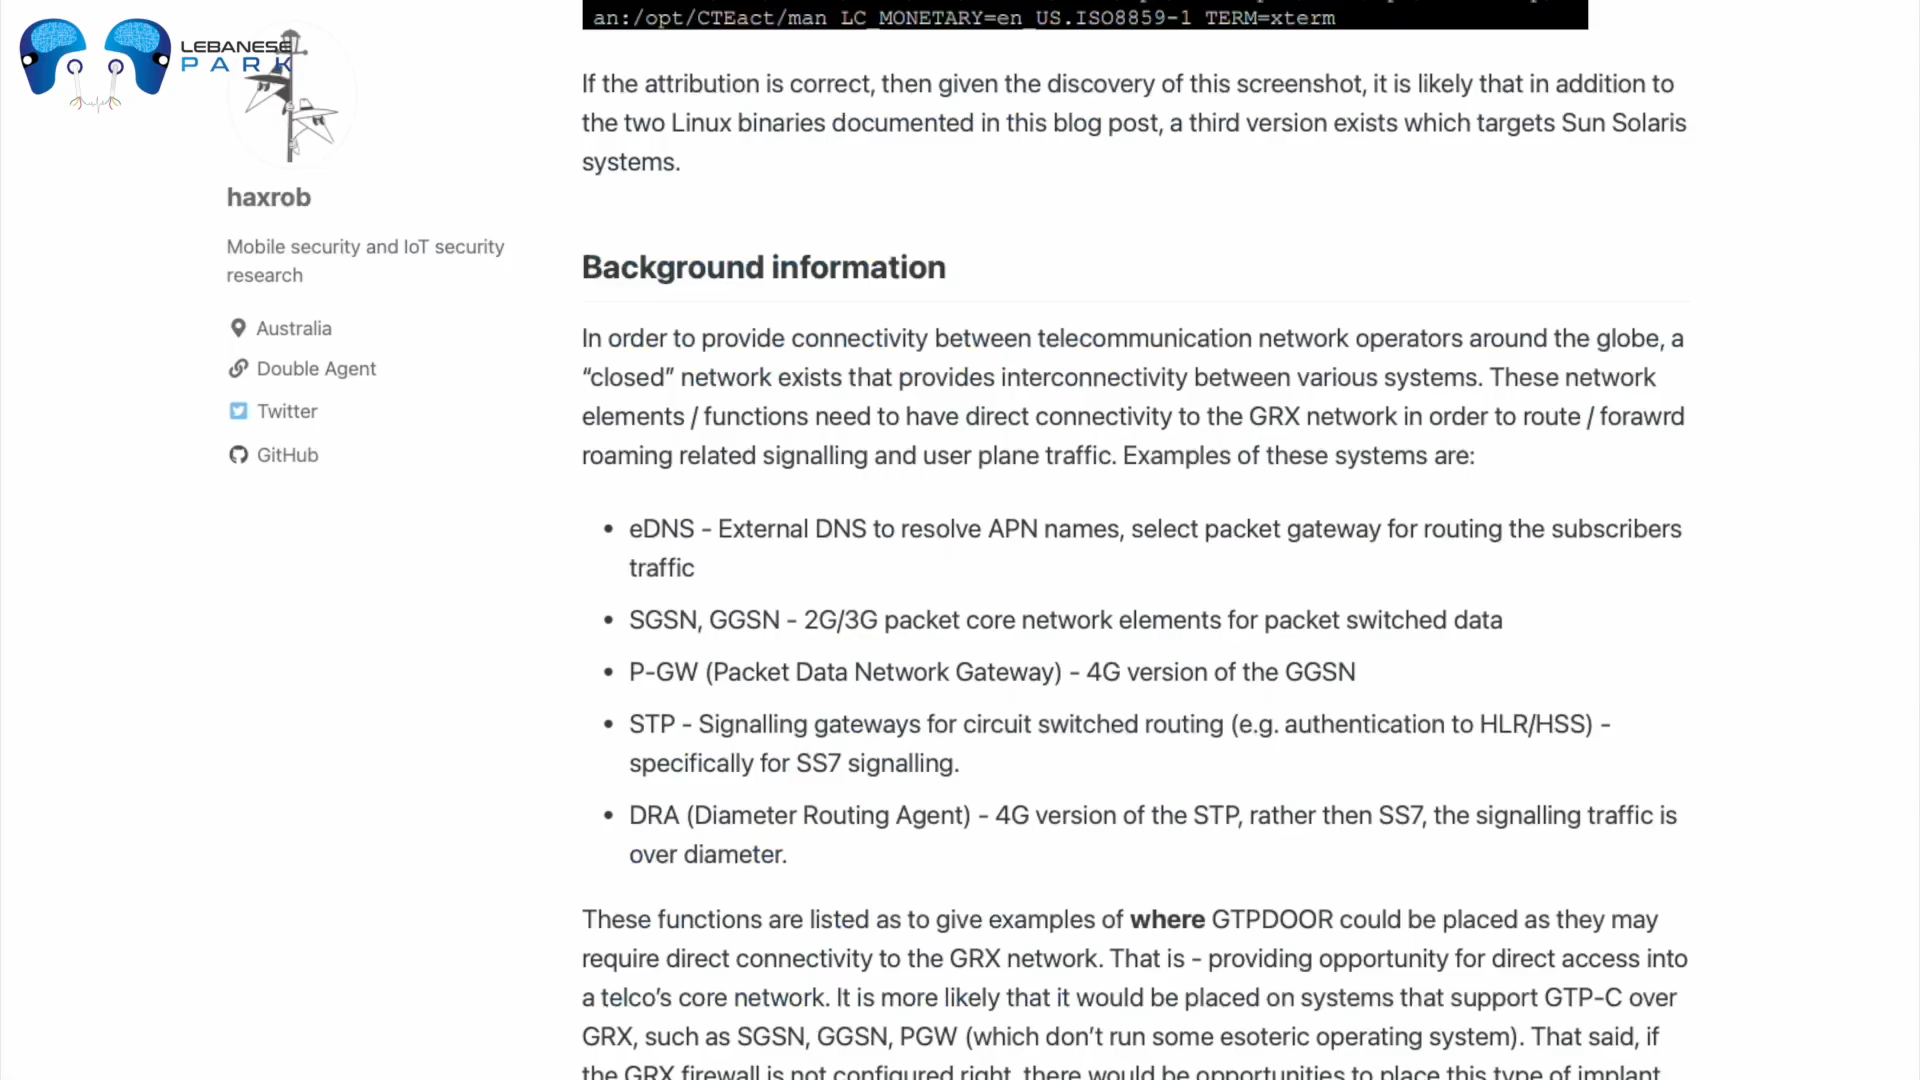 an:/opt/CTEact/man LC_MONETARY=en_US.ISO8859-1 TERM=xterm
LEBANESE
PARK
haxrob
Mobile security and IoT security
research
Australia
Double Agent
Twitter
GitHub
If the attribution is correct, then given the discovery of this screenshot, it is likely that in addition to
the two Linux binaries documented in this blog post, a third version exists which targets Sun Solaris
systems.
Background information
In order to provide connectivity between telecommunication network operators around the globe, a
“closed” network exists that provides interconnectivity between various systems. These network
elements / functions need to have direct connectivity to the GRX network in order to route / forawrd
roaming related signalling and user plane traffic. Examples of these systems are:
• eDNS - External DNS to resolve APN names, select packet gateway for routing the subscribers
traffic
• SGSN, GGSN - 2G/3G packet core network elements for packet switched data
• P-GW (Packet Data Network Gateway) - 4G version of the GGSN
• STP - Signalling gateways for circuit switched routing (e.g. authentication to HLR/HSS) -
specifically for SS7 signalling.
• DRA (Diameter Routing Agent) - 4G version of the STP, rather then SS7, the signalling traffic is
over diameter.
These functions are listed as to give examples of where GTPDOOR could be placed as they may
require direct connectivity to the GRX network. That is - providing opportunity for direct access into
a telco’s core network. It is more likely that it would be placed on systems that support GTP-C over
GRX, such as SGSN, GGSN, PGW (which don’t run some esoteric operating system). That said, if
the GRX firewall is not configured right, there would be opportunities to place this type of implant